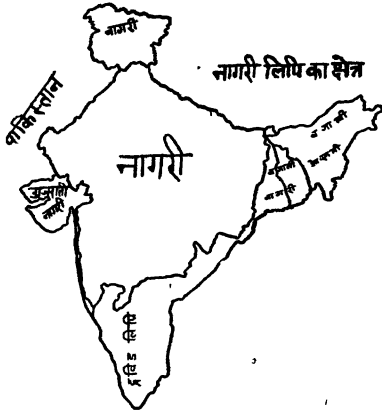 नागरी
नागरी लिपि का क्षेत्र
पाकिस्तान
नागरी
बंगाली
गुजराती
नागरी
द्रविड लिपि